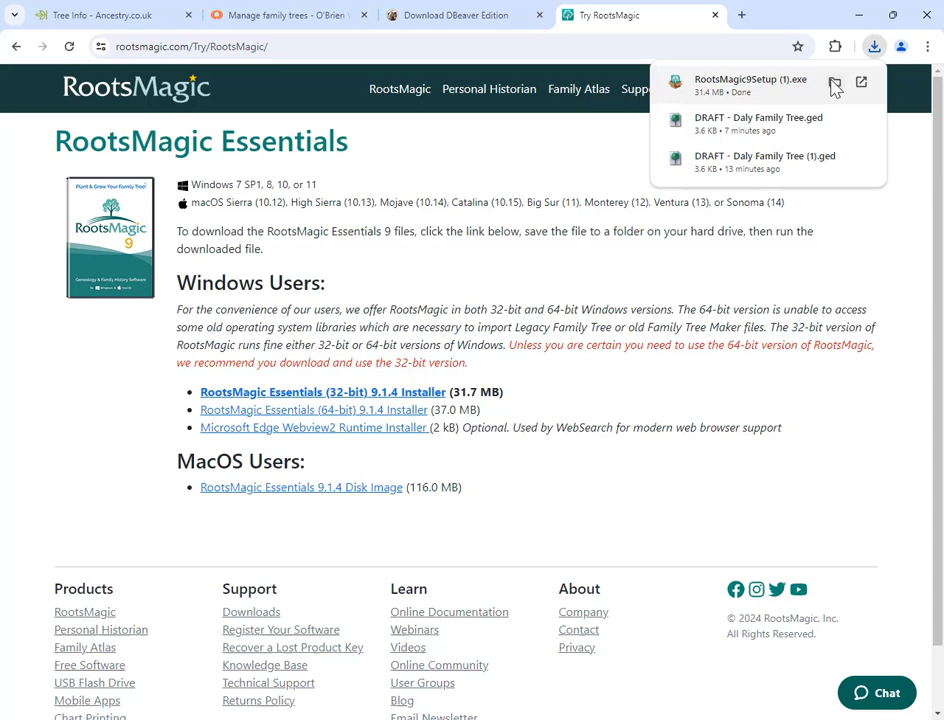 Tree Info - Ancestry.co.uk
Manage family trees - O'Brien
Download DBeaver Edition
Try RootsMagic
rootsmagic.com/Try/RootsMagic/
RootsMagic
RootsMagic Personal Historian Family Atlas Suppo
RootsMagic9Setup (1).exe
31.4 MB • Done
DRAFT - Daly Family Tree.ged
3.6 KB • 7 minutes ago
DRAFT - Daly Family Tree (1).ged
3.6 KB • 13 minutes ago
RootsMagic Essentials
Plant & Grow Your Family Tree!
RootsMagic
9
Genealogy & Family History Software
Windows 7 SP1, 8, 10, or 11
macOS Sierra (10.12), High Sierra (10.13), Mojave (10.14), Catalina (10.15), Big Sur (11), Monterey (12), Ventura (13), or Sonoma (14)
To download the RootsMagic Essentials 9 files, click the link below, save the file to a folder on your hard drive, then run the
downloaded file.
Windows Users:
For the convenience of our users, we offer RootsMagic in both 32-bit and 64-bit Windows versions. The 64-bit version is unable to access
some old operating system libraries which are necessary to import Legacy Family Tree or old Family Tree Maker files. The 32-bit version of
RootsMagic runs fine either 32-bit or 64-bit versions of Windows. Unless you are certain you need to use the 64-bit version of RootsMagic,
we recommend you download and use the 32-bit version.
• RootsMagic Essentials (32-bit) 9.1.4 Installer (31.7 MB)
• RootsMagic Essentials (64-bit) 9.1.4 Installer (37.0 MB)
• Microsoft Edge Webview2 Runtime Installer (2 kB) Optional. Used by WebSearch for modern web browser support
MacOS Users:
• RootsMagic Essentials 9.1.4 Disk Image (116.0 MB)
Products
RootsMagic
Personal Historian
Family Atlas
Free Software
USB Flash Drive
Mobile Apps
Chart Printing
Support
Downloads
Register Your Software
Recover a Lost Product Key
Knowledge Base
Technical Support
Returns Policy
Learn
Online Documentation
Webinars
Videos
Online Community
User Groups
Blog
Email Newsletter
About
Company
Contact
Privacy
© 2024 RootsMagic, Inc.
All Rights Reserved.
Chat